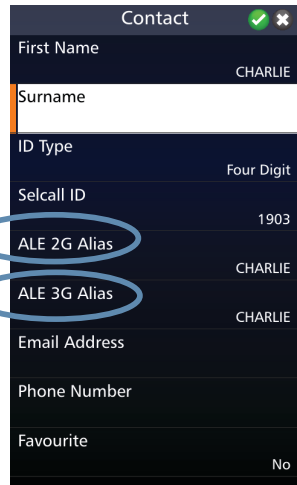 Contact
First Name
CHARLIE
Surname
ID Type
Four Digit
Selcall ID
1903
ALE 2G Alias
CHARLIE
ALE 3G Alias
CHARLIE
Email Address
Phone Number
Favourite
No